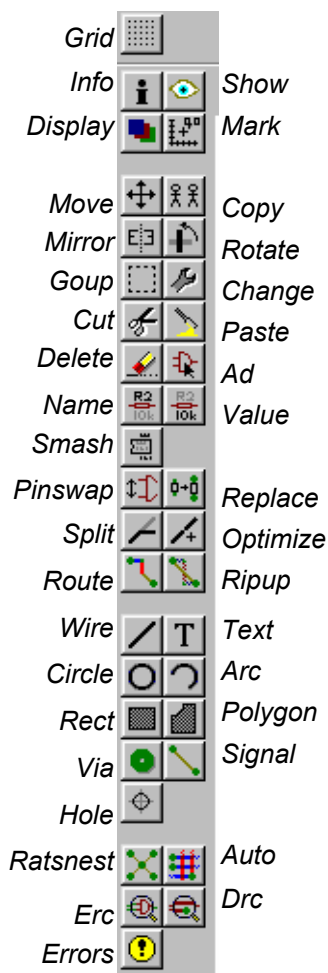 Grid
Info Show
Display Mark
Move Copy
Mirror Rotate
Goup Change
Cut Paste
Delete Ad
Name R2 10k R2 10k Value
Smash
Pinswap Replace
Split Optimize
Route Ripup
Wire T Text
Circle Arc
Rect Polygon
Via Signal
Hole
Ratsnest Auto
Erc Drc
Errors